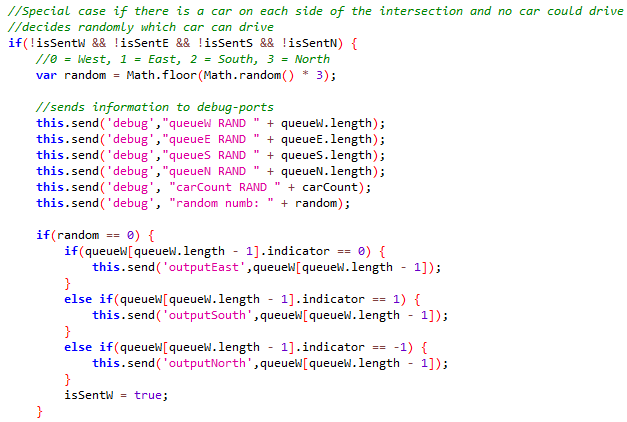 //Special case if there is a car on each side of the intersection and no car could drive
//decides randomly which car can drive
if(!isSentW && !isSentE && !isSentS && !isSentN) {
    //0 = West, 1 = East, 2 = South, 3 = North
    var random = Math.floor(Math.random() * 3);

    //sends information to debug-ports
    this.send('debug',"queueW RAND " + queueW.length);
    this.send('debug',"queueE RAND " + queueE.length);
    this.send('debug',"queueS RAND " + queueS.length);
    this.send('debug',"queueN RAND " + queueN.length);
    this.send('debug', "carCount RAND " + carCount);
    this.send('debug', "random numb: " + random);

    if(random == 0) {
        if(queueW[queueW.length - 1].indicator == 0) {
            this.send('outputEast',queueW[queueW.length - 1]);
        }
        else if(queueW[queueW.length - 1].indicator == 1) {
            this.send('outputSouth',queueW[queueW.length - 1]);
        }
        else if(queueW[queueW.length - 1].indicator == -1) {
            this.send('outputNorth',queueW[queueW.length - 1]);
        }
        isSentW = true;
    }